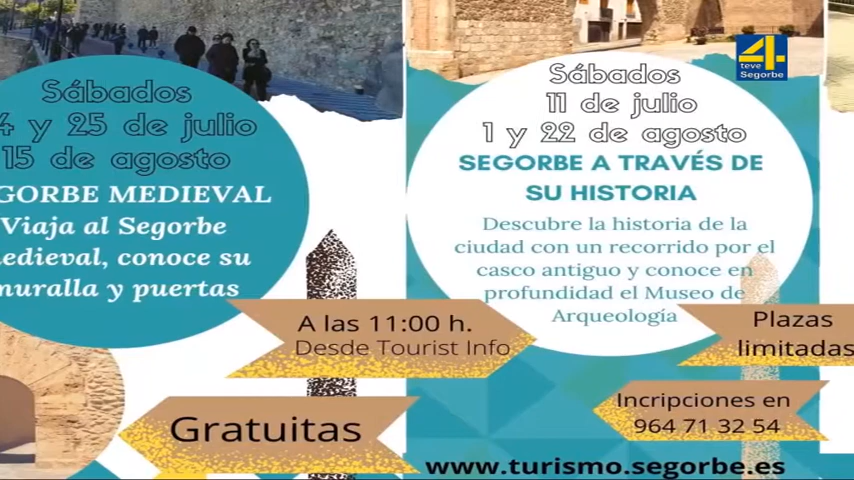 4
teve
Segorbe
Sábados
4 y 25 de julio
15 de agosto
GORBE MEDIEVAL
Viaja al Segorbe
medieval, conoce su
muralla y puertas
Sábados
11 de julio
1 y 22 de agosto
SEGORBE A TRAVÉS DE
SU HISTORIA
Descubre la historia de la
ciudad con un recorrido por el
casco antiguo y conoce en
profundidad el Museo de
Arqueología
A las 11:00 h.
Desde Tourist Info
Plazas
limitadas
Gratuitas
Incripciones en
964 71 32 54
www.turismo.segorbe.es